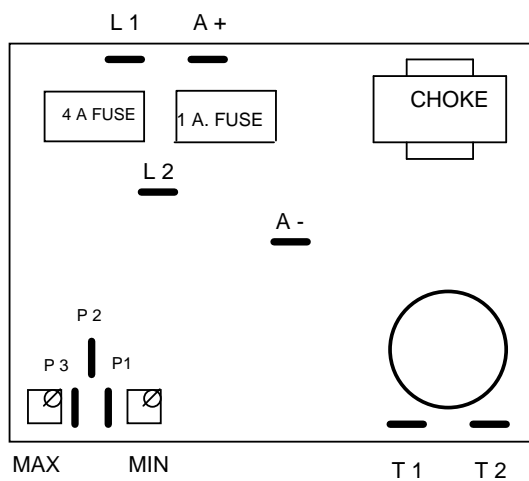 L 1 A +
4 A FUSE 1 A. FUSE CHOKE
L 2
A -
P 2
P 3 P1
MAX MIN T 1 T 2